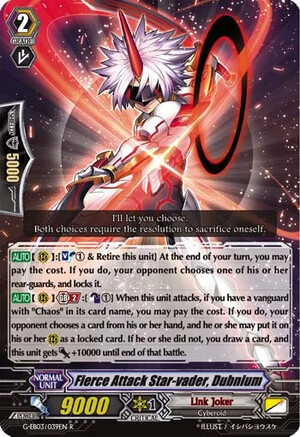 2
GRADE
SHIELD 5000
I'll let you choose.
Both choices require the resolution to sacrifice oneself.
AUTO 1:[ 1 & Retire this unit] At the end of your turn, you may
pay the cost. If you do, your opponent chooses one of his or her
rear-guards, and locks it.
AUTO 1 GB 2 :[ 1] When this unit attacks, if you have a vanguard
with "Chaos" in its card name, you may pay the cost. If you do, your
opponent chooses a card from his or her hand, and he or she may put it on
his or her as a locked card. If he or she did not, you draw a card, and
this unit gets +10000 until end of that battle.
NORMAL
UNIT
Fierce Attack Star-vader, Dubnium
POWER
9000
1
CRITICAL
Link Joker
Cyberoid
G-EB03/039EN R
ILLUST / イシバシヨウスケ